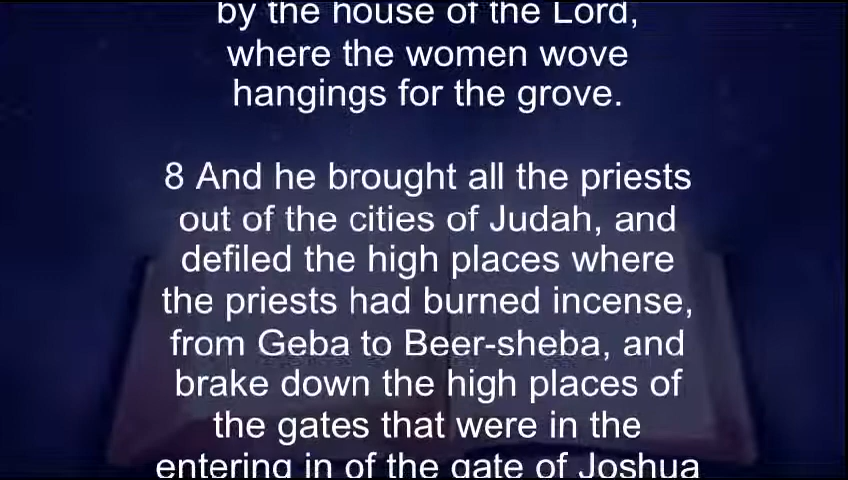 by the house of the Lord,
where the women wove
hangings for the grove.
8 And he brought all the priests
out of the cities of Judah, and
defiled the high places where
the priests had burned incense,
from Geba to Beer-sheba, and
brake down the high places of
the gates that were in the
entering in of the gate of Joshua